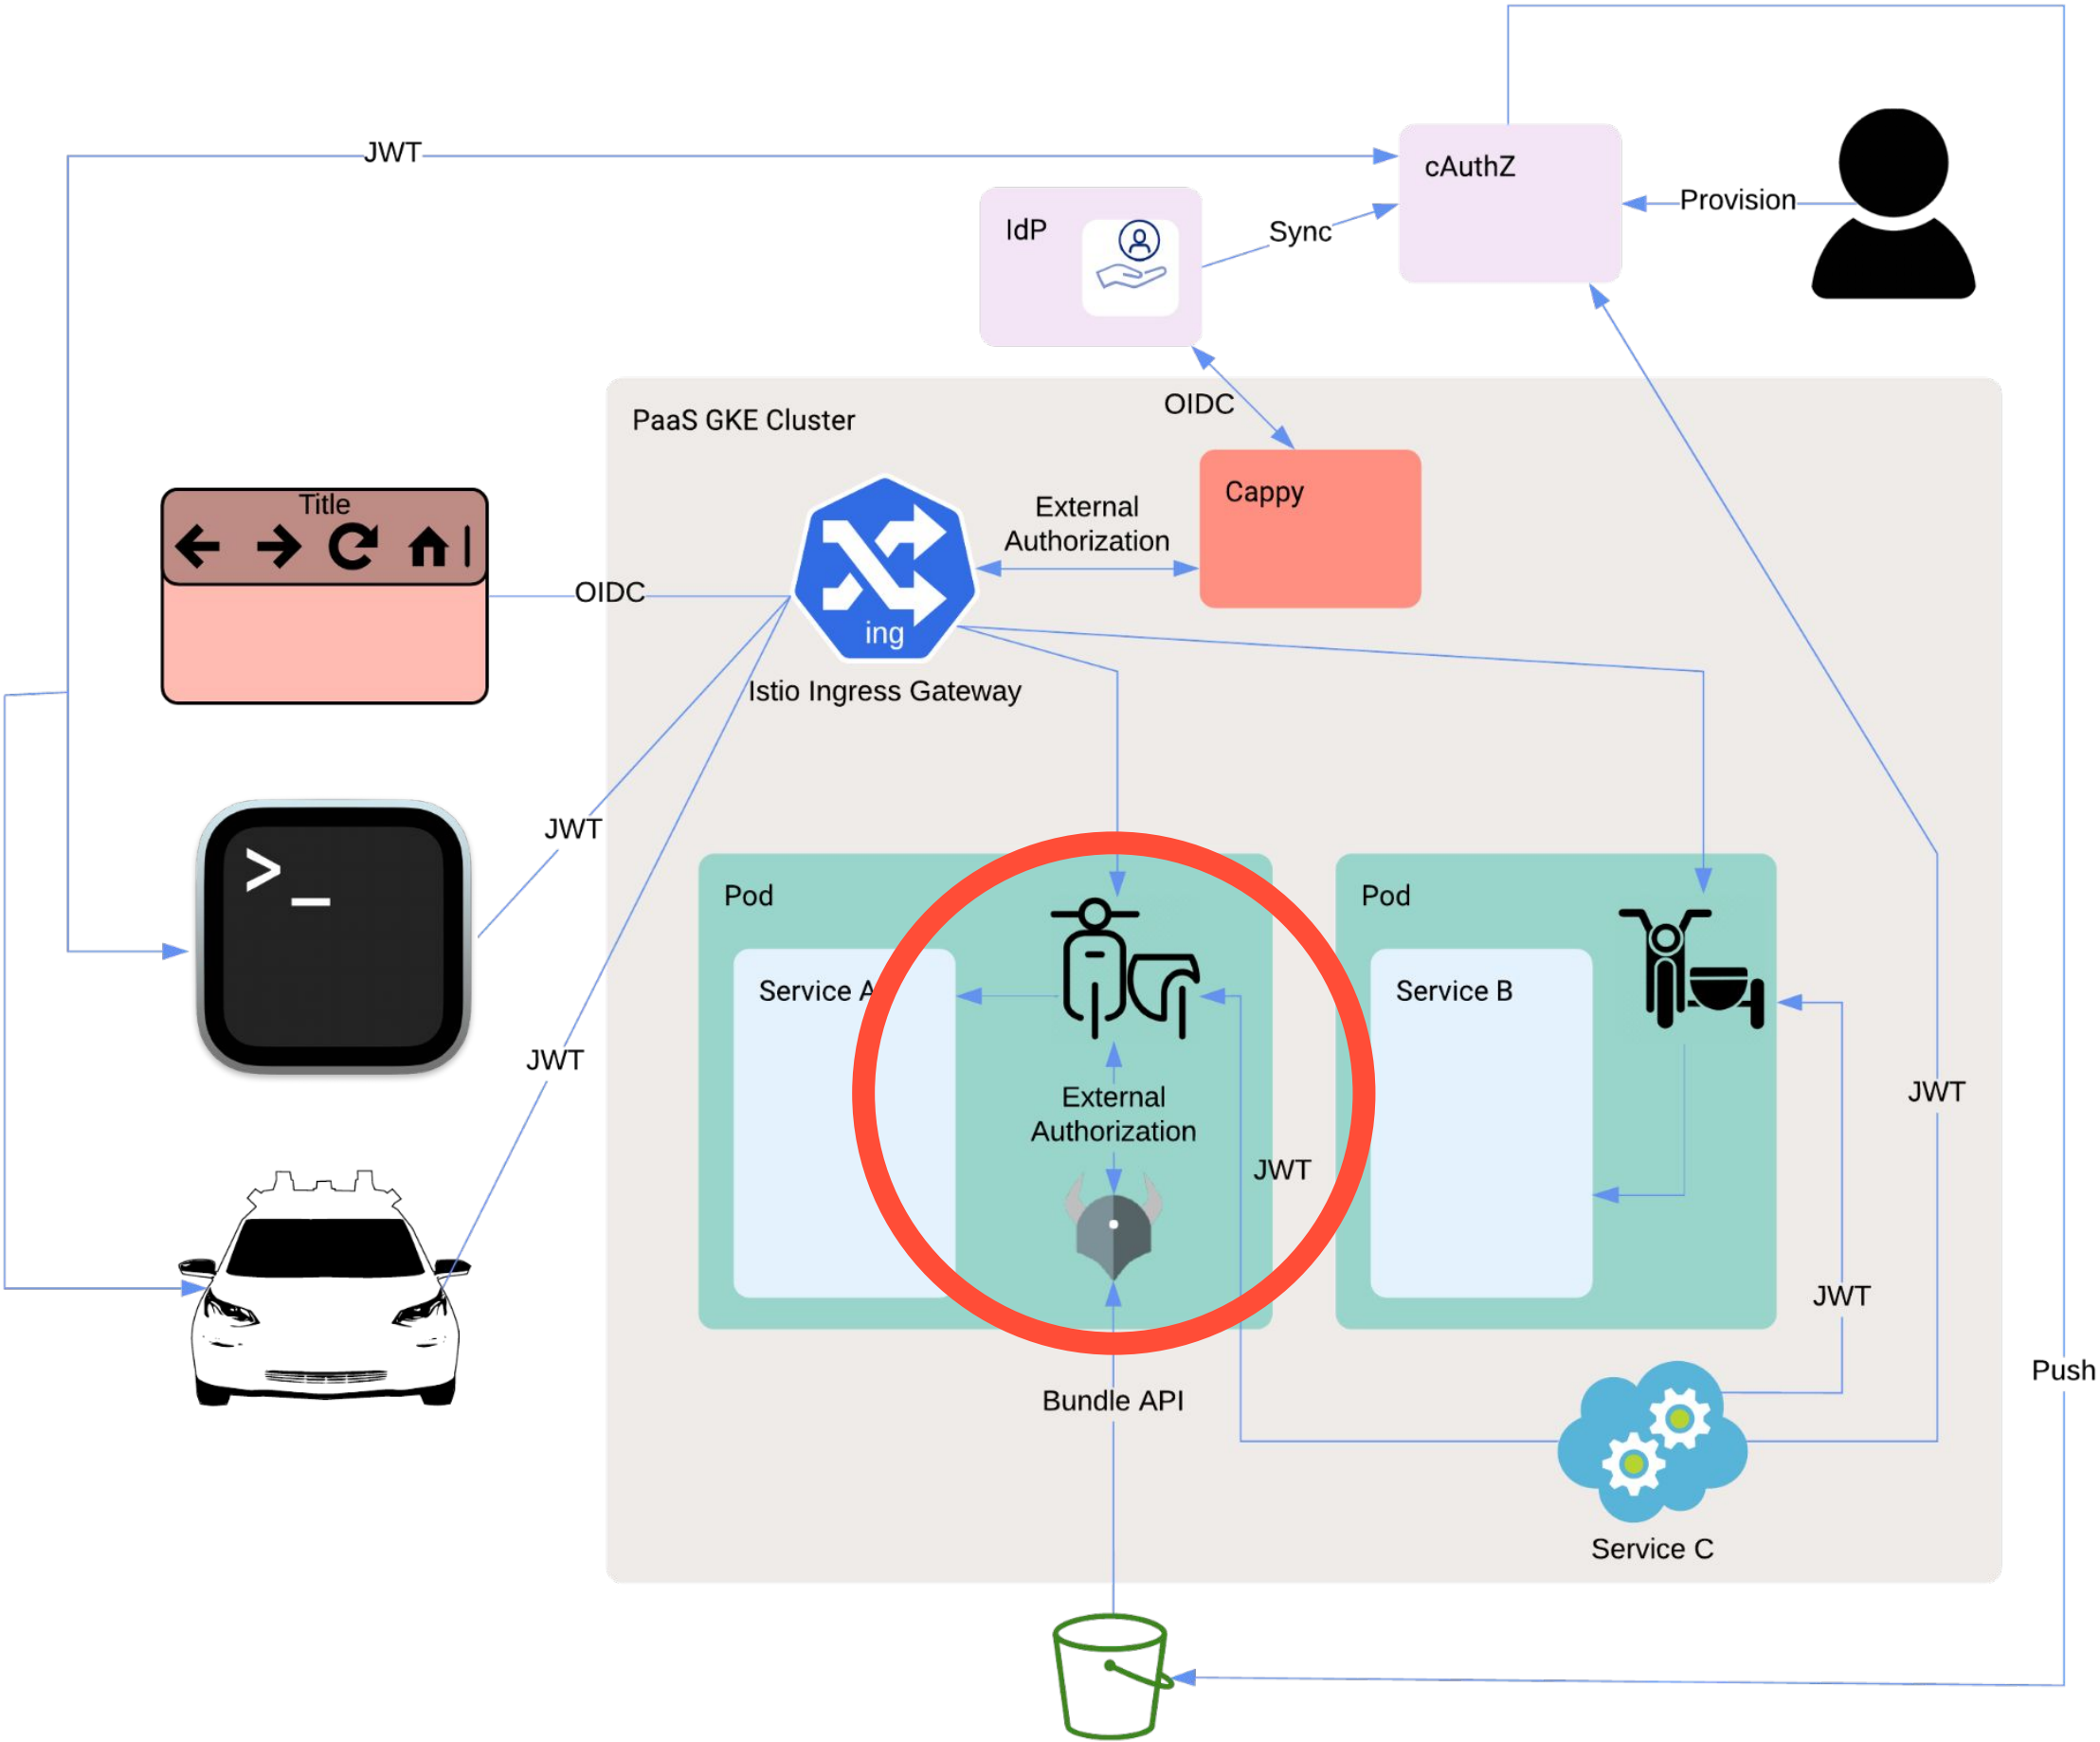 JWT
cAuthZ
Provision
IdP
Sync
OIDC
PaaS GKE Cluster
Title
External
Authorization
Cappy
OIDC
ing
Istio Ingress Gateway
JWT
>_
Pod
Pod
Service A
Service B
JWT
External
Authorization
JWT
JWT
JWT
Push
Bundle API
Service C